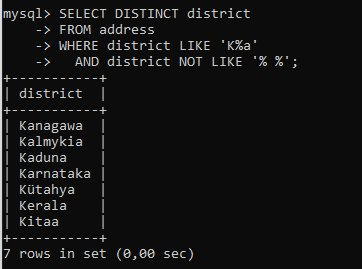 mysql> SELECT DISTINCT district
    -> FROM address
    -> WHERE district LIKE 'K%a'
    ->   AND district NOT LIKE '% %';
+-----------+
| district  |
+-----------+
| Kanagawa  |
| Kalmykia  |
| Kaduna    |
| Karnataka |
| Kütahya   |
| Kerala    |
| Kitaa     |
+-----------+
7 rows in set (0,00 sec)